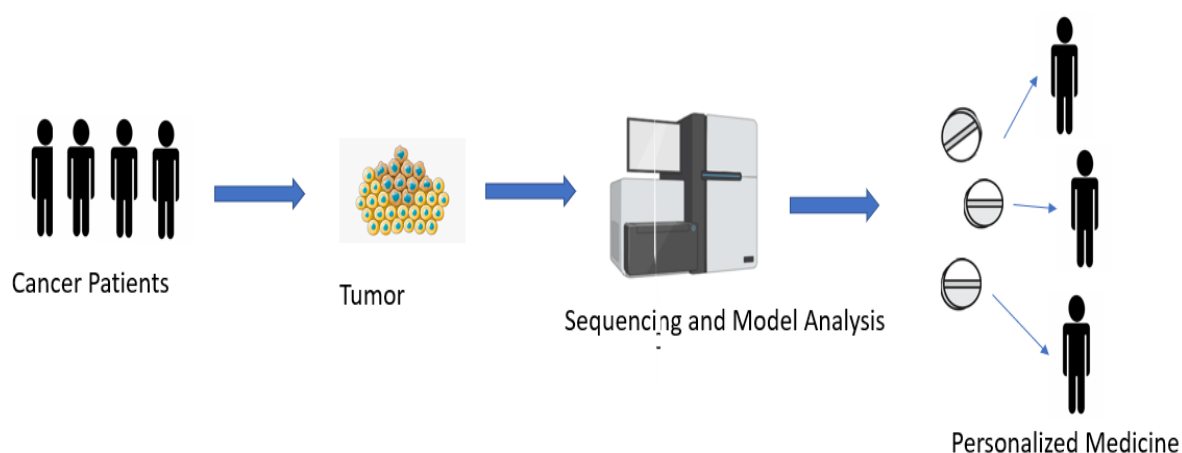 Cancer Patients
Tumor
Sequencing and Model Analysis
Personalized Medicine